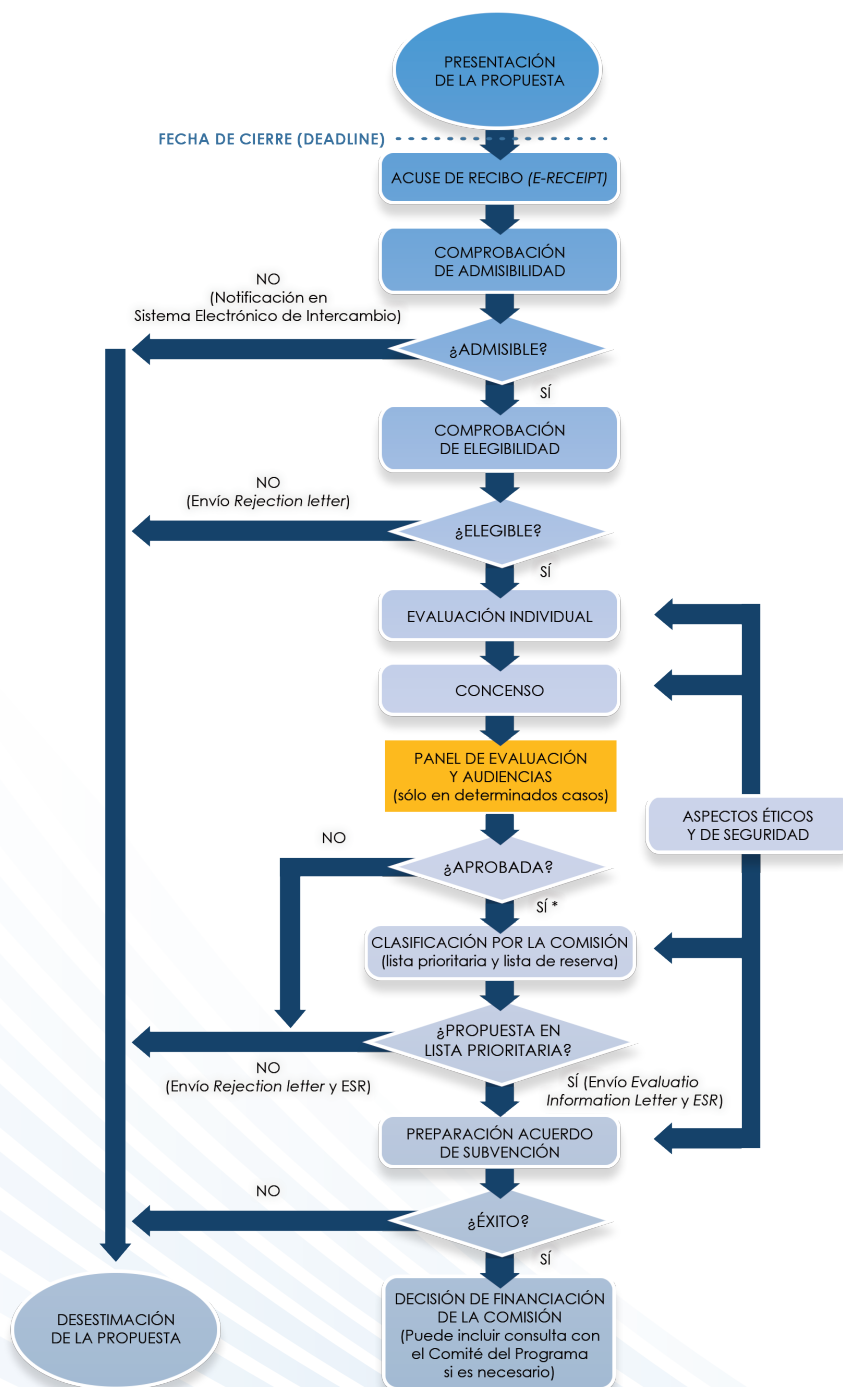 PRESENTACIÓN
DE LA PROPUESTA
FECHA DE CIERRE (DEADLINE)
ACUSE DE RECIBO (E-RECEIPT)
COMPROBACIÓN
DE ADMISIBILIDAD
NO
(Notificación en
Sistema Electrónico de Intercambio)
¿ADMISIBLE?
SÍ
COMPROBACIÓN
DE ELEGIBILIDAD
NO
(Envío Rejection letter)
¿ELEGIBLE?
SÍ
EVALUACIÓN INDIVIDUAL
CONCENSO
PANEL DE EVALUACIÓN
Y AUDIENCIAS
(sólo en determinados casos)
ASPECTOS ÉTICOS
Y DE SEGURIDAD
NO
¿APROBADA?
SÍ *
CLASIFICACIÓN POR LA COMISIÓN
(lista prioritaria y lista de reserva)
¿PROPUESTA EN
LISTA PRIORITARIA?
NO
(Envío Rejection letter y ESR)
SÍ (Envío Evaluatio
Information Letter y ESR)
PREPARACIÓN ACUERDO
DE SUBVENCIÓN
NO
¿ÉXITO?
SÍ
DESESTIMACIÓN
DE LA PROPUESTA
DECISIÓN DE FINANCIACIÓN
DE LA COMISIÓN
(Puede incluir consulta con
el Comité del Programa
si es necesario)